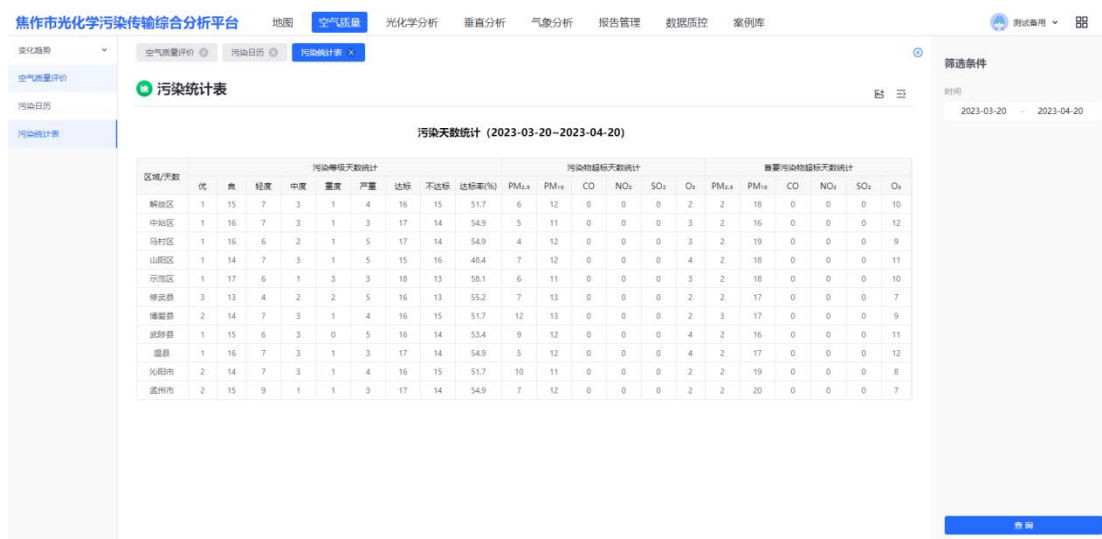 焦作市光化学污染传输综合分析平台 地图 空气质量 光化学分析 垂直分析 气象分析 报告管理 数据质控 案例库 测试备用
变化趋势
空气质量评价
污染日历
污染统计表
空气质量评价 污染日历 污染统计表
污染统计表
污染天数统计（2023-03-20~2023-04-20）
区域/天数 污染等级天数统计 污染物超标天数统计 首要污染物超标天数统计
优 良 轻度 中度 重度 严重 达标 不达标 达标率(%) PM₂.₅ PM₁₀ CO NO₂ SO₂ O₃ PM₂.₅ PM₁₀ CO NO₂ SO₂ O₃
解放区 1 15 7 3 1 4 16 15 51.7 6 12 0 0 0 2 2 18 0 0 0 10
中站区 1 16 7 3 1 3 17 14 54.9 5 11 0 0 0 3 2 16 0 0 0 12
马村区 1 16 6 2 1 5 17 14 54.9 4 12 0 0 0 3 2 19 0 0 0 9
山阳区 1 14 7 3 1 5 15 16 48.4 7 12 0 0 0 4 2 18 0 0 0 11
示范区 1 17 6 1 3 3 18 13 58.1 6 11 0 0 0 3 2 18 0 0 0 10
修武县 3 13 4 2 2 5 16 13 55.2 7 13 0 0 0 2 2 17 0 0 0 7
博爱县 2 14 7 3 1 4 16 15 51.7 12 13 0 0 0 2 3 17 0 0 0 9
武陟县 1 15 6 3 0 5 16 14 53.4 9 12 0 0 0 4 2 16 0 0 0 11
温县 1 16 7 3 1 3 17 14 54.9 5 12 0 0 0 4 2 17 0 0 0 12
沁阳市 2 14 7 3 1 4 16 15 51.7 10 11 0 0 0 2 2 19 0 0 0 8
孟州市 2 15 9 1 1 3 17 14 54.9 7 12 0 0 0 2 2 20 0 0 0 7
筛选条件
时间
2023-03-20 - 2023-04-20
查询